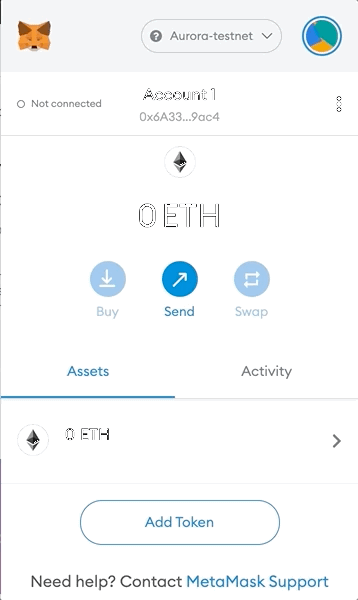 Aurora-testnet
Not connected
Account 1
0x6A33...9ac4
0 ETH
Buy
Send
Swap
Assets
Activity
0 ETH
Add Token
Need help? Contact MetaMask Support